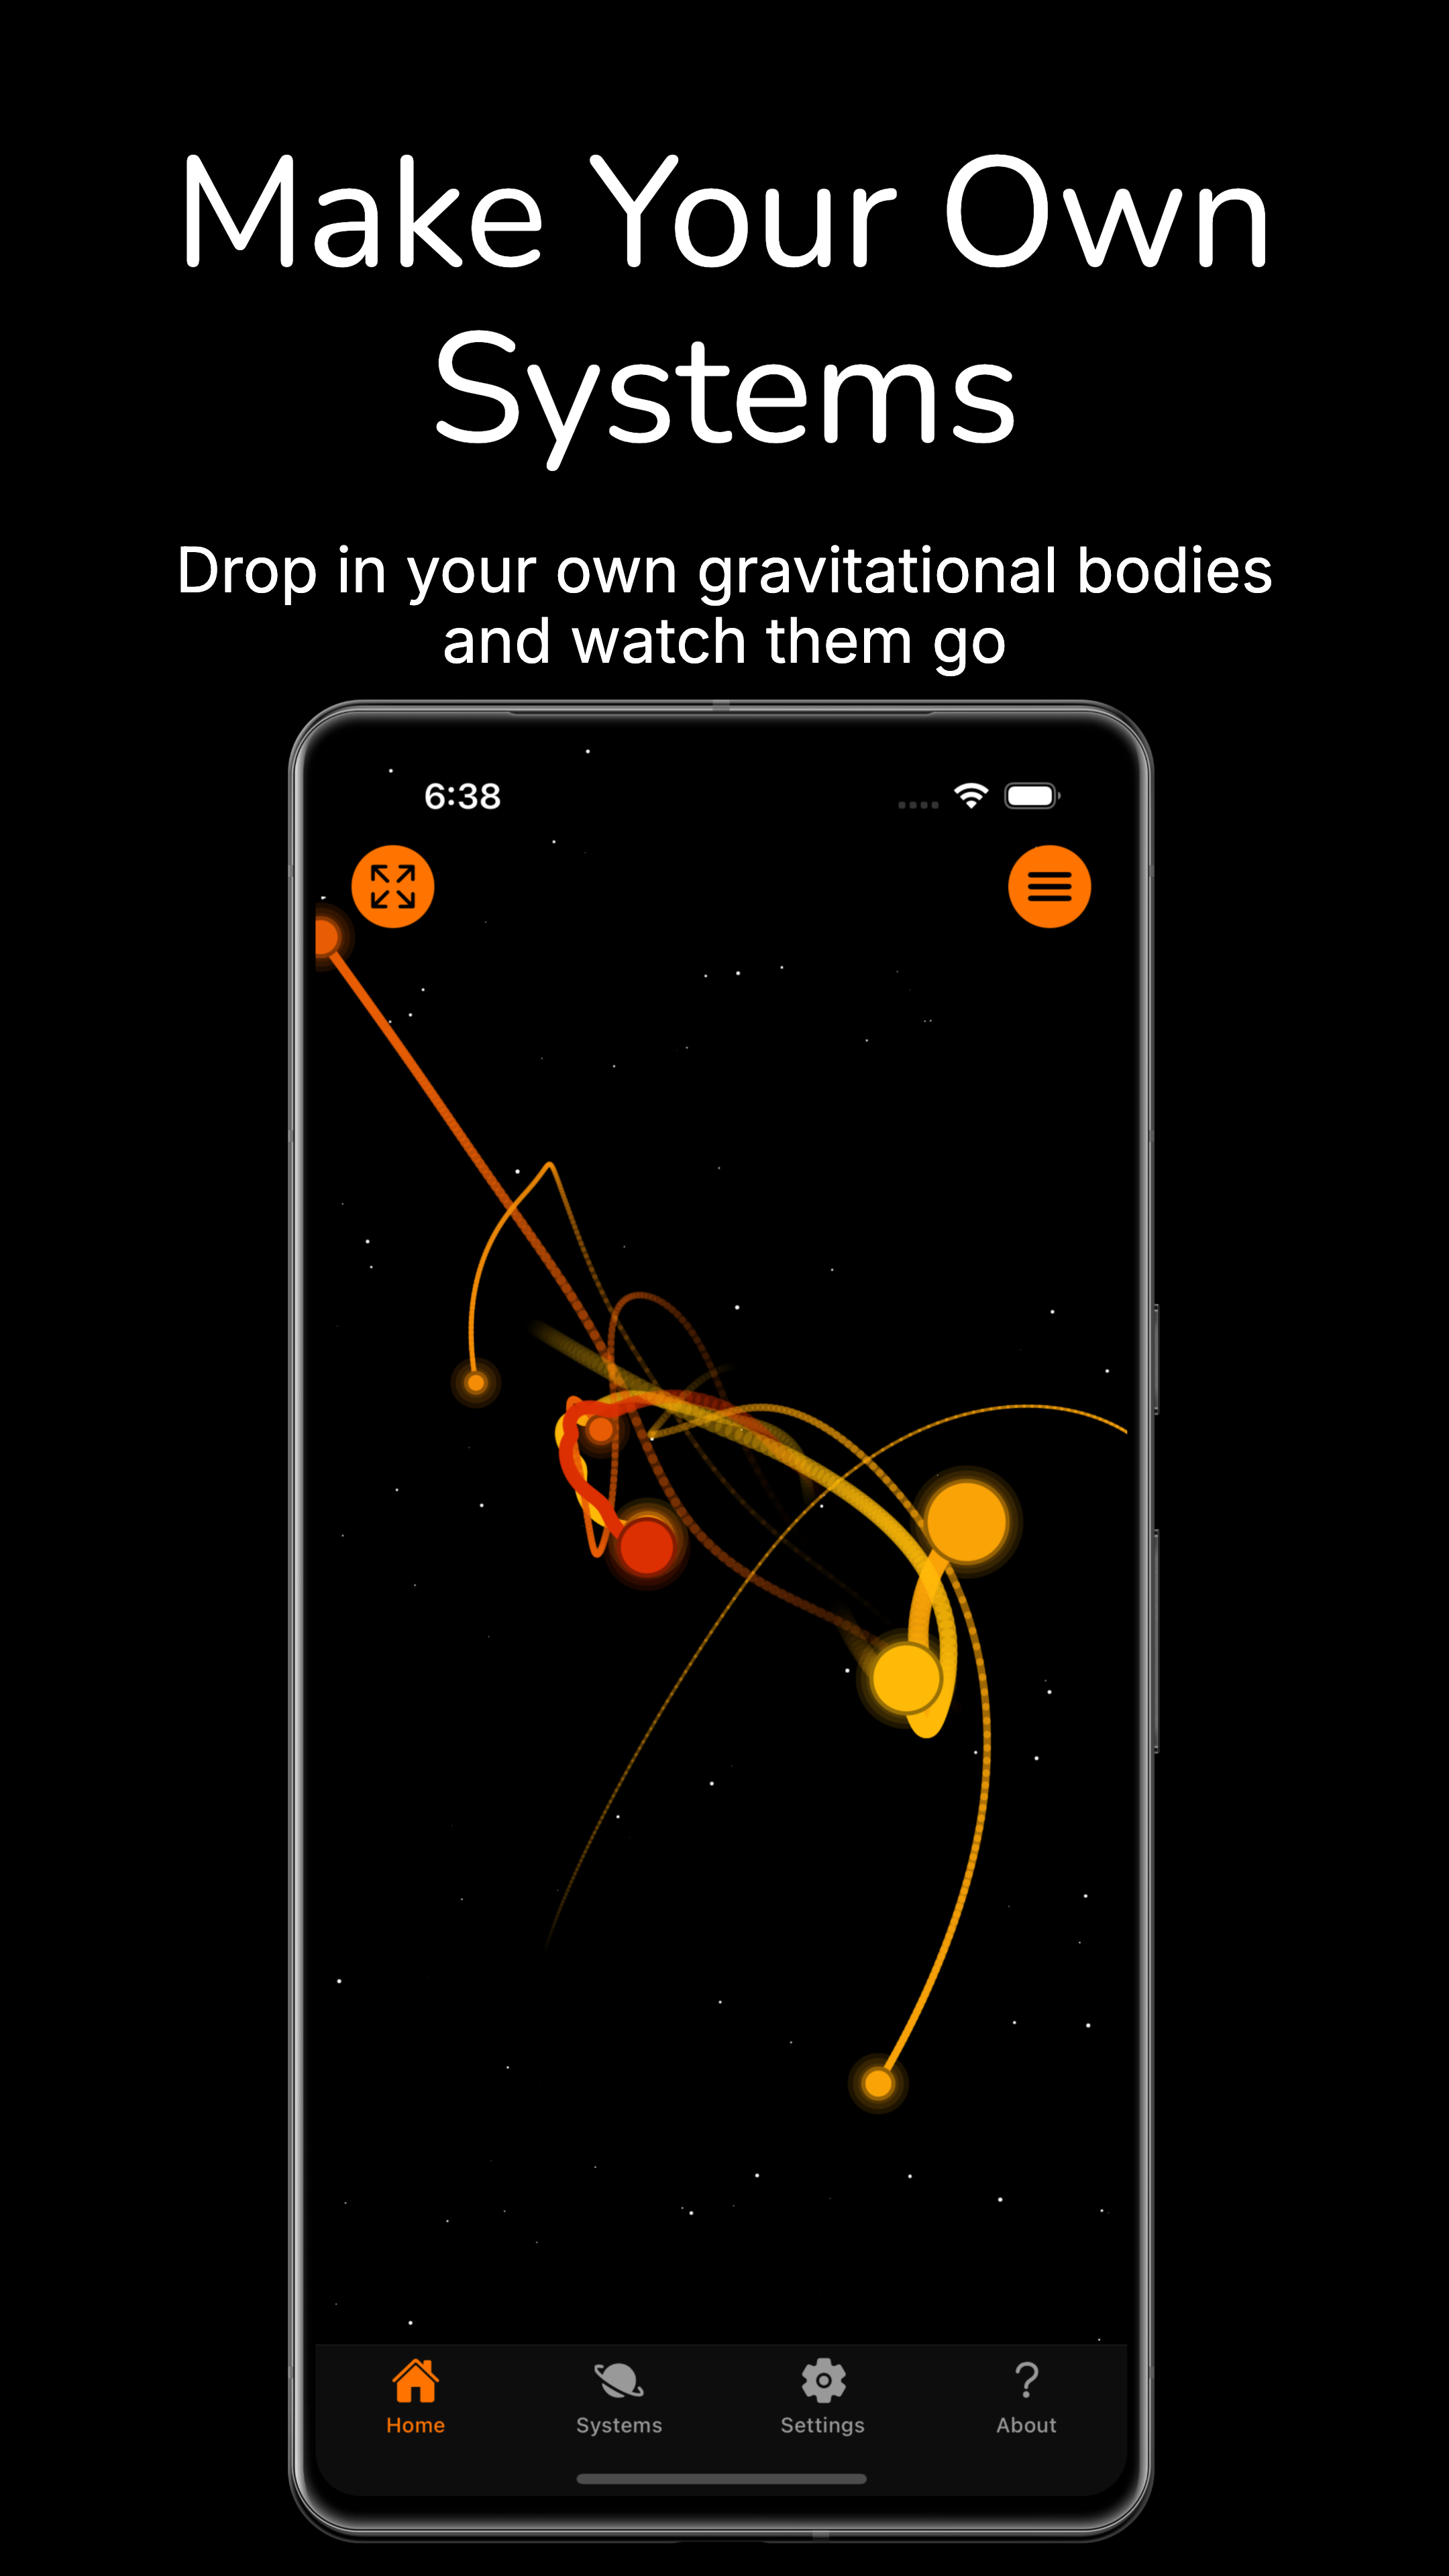 Make Your Own
Systems
Drop in your own gravitational bodies
and watch them go
6:38
Home Systems Settings About